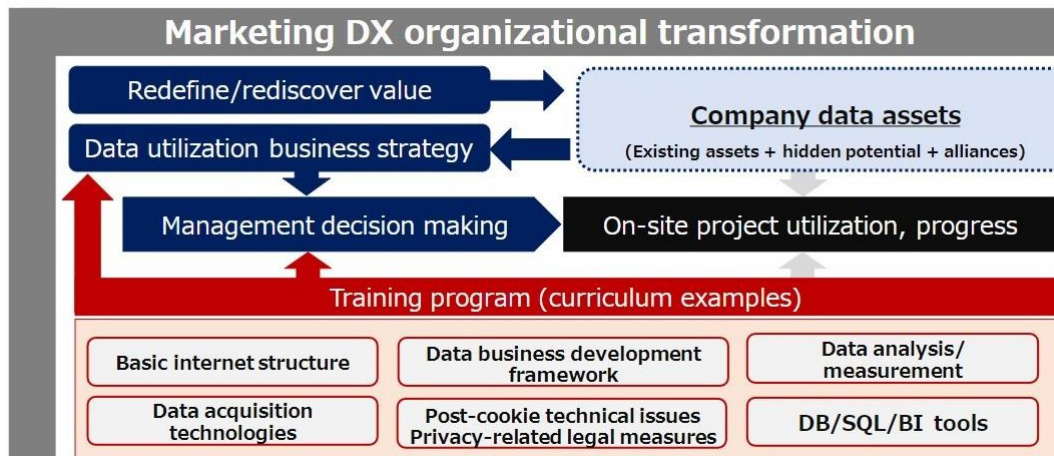 Marketing DX organizational transformation
Redefine/rediscover value
Company data assets
Data utilization business strategy
(Existing assets + hidden potential + alliances)
Management decision making
On-site project utilization, progress
Training program (curriculum examples)
Basic internet structure
Data business development
framework
Data analysis/
measurement
Data acquisition
technologies
Post-cookie technical issues
Privacy-related legal measures
DB/SQL/BI tools